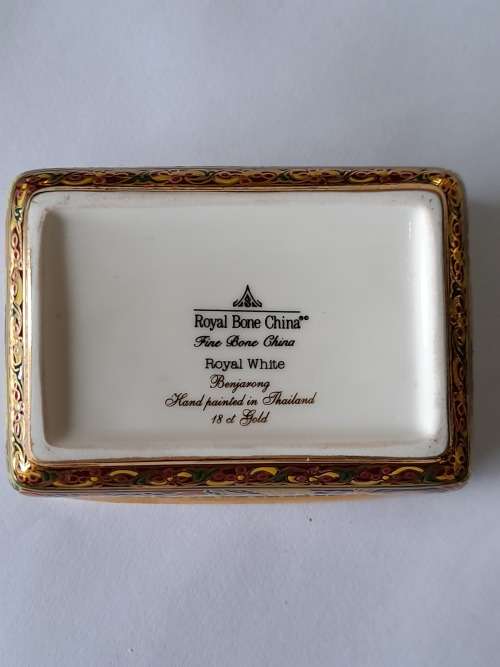 Royal Bone China
Fine Bone China
Royal White
Benjarong
Hand painted in Thailand
18 ct Gold